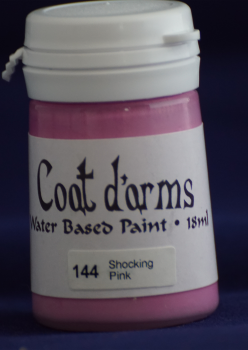 Coat d'arms
Water Based Paint • 18ml
144 Shocking
Pink